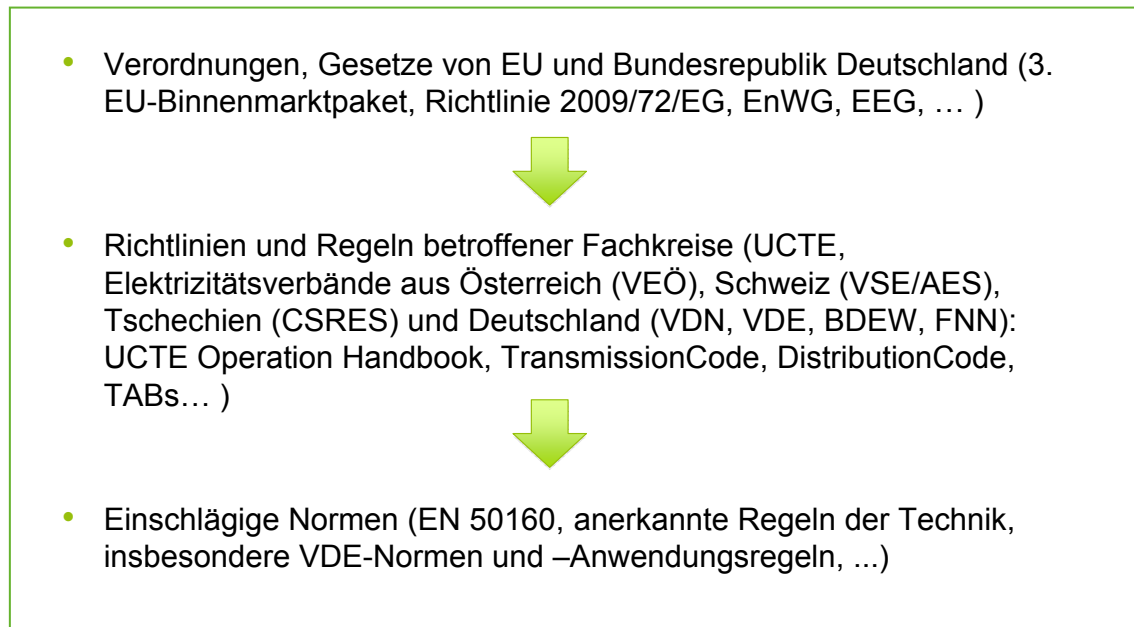 • Verordnungen, Gesetze von EU und Bundesrepublik Deutschland (3.
EU-Binnenmarktpaket, Richtlinie 2009/72/EG, EnWG, EEG, … )
• Richtlinien und Regeln betroffener Fachkreise (UCTE,
Elektrizitätsverbände aus Österreich (VEÖ), Schweiz (VSE/AES),
Tschechien (CSRES) und Deutschland (VDN, VDE, BDEW, FNN):
UCTE Operation Handbook, TransmissionCode, DistributionCode,
TABs… )
• Einschlägige Normen (EN 50160, anerkannte Regeln der Technik,
insbesondere VDE-Normen und –Anwendungsregeln, ...)